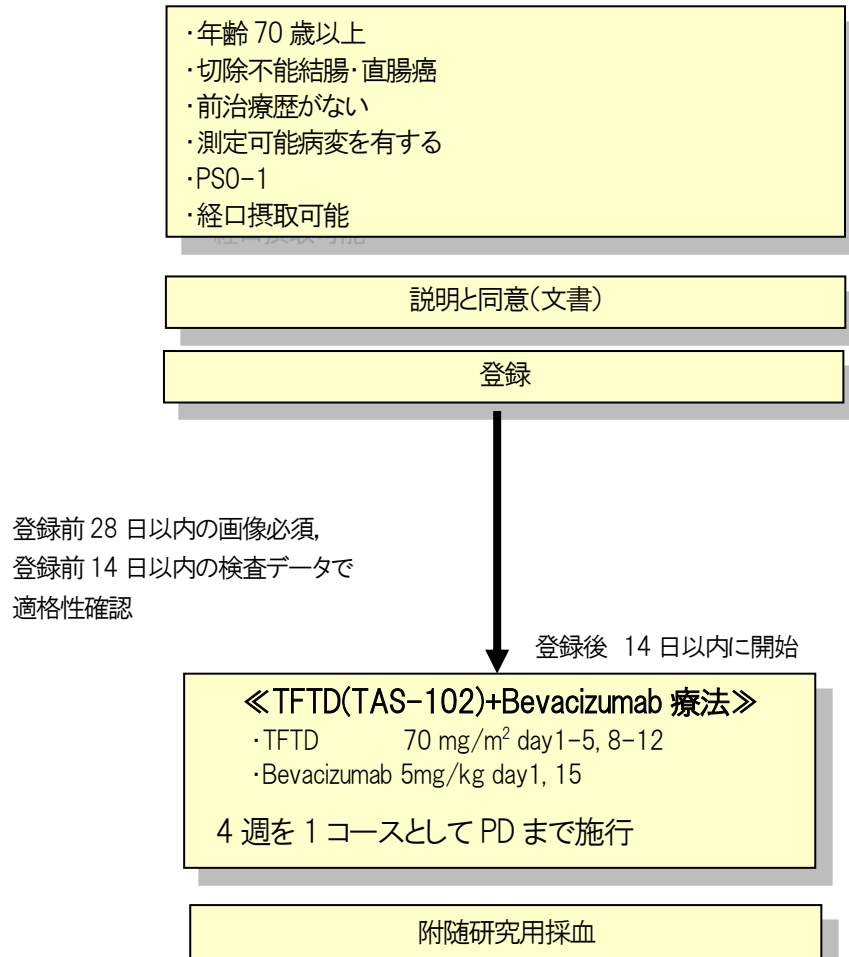 ・年齢 70 歳以上
・切除不能結腸・直腸癌
・前治療歴がない
・測定可能病変を有する
・PS0-1
・経口摂取可能
説明と同意（文書）
登録
登録前 28 日以内の画像必須,
登録前 14 日以内の検査データで
適格性確認
登録後 14 日以内に開始
≪TFTD(TAS-102)+Bevacizumab 療法≫
・TFTD 70 mg/m² day1-5, 8-12
・Bevacizumab 5mg/kg day1, 15
4 週を 1 コースとして PD まで施行
附随研究用採血